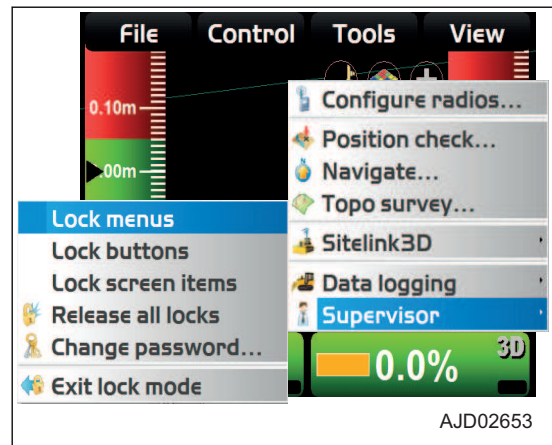 File Control Tools View
0.10m
.00m
Configure radios...
Position check...
Navigate...
Topo survey...
Sitelink3D
Data logging
Supervisor
Lock menus
Lock buttons
Lock screen items
Release all locks
Change password...
Exit lock mode
0.0% 3D
AJD02653